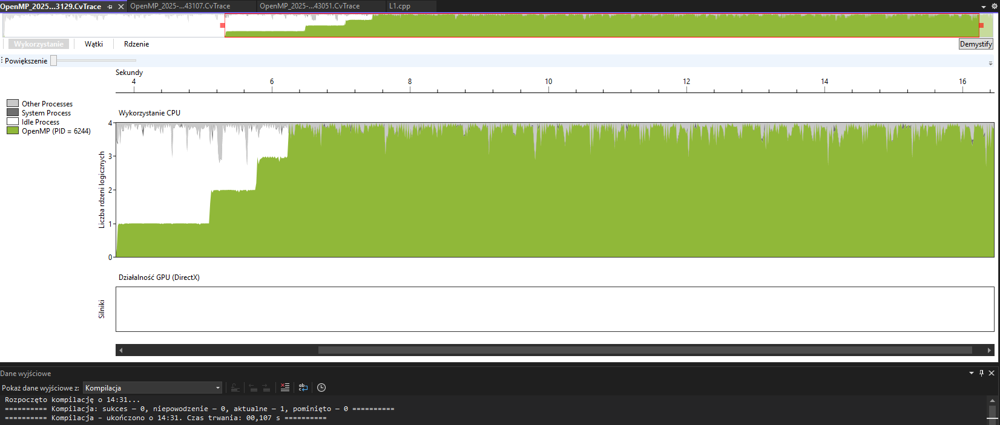 OpenMP_2025...3129.CvTrace OpenMP_2025-...43107.CvTrace OpenMP_2025-...43051.CvTrace L1.cpp
Wykorzystanie Wątki Rdzenie Demystify
Powiększenie
Sekundy
4 6 8 10 12 14 16
Other Processes
System Process
Idle Process
OpenMP (PID = 6244)
Wykorzystanie CPU
4
3
2
1
0
Liczba rdzeni logicznych
Działalność GPU (DirectX)
Silniki
Dane wyjściowe
Pokaż dane wyjściowe z: Kompilacja
Rozpoczęto kompilację o 14:31...
========== Kompilacja: sukces — 0, niepowodzenie — 0, aktualne — 1, pominięto — 0 ==========
========== Kompilacja – ukończono o 14:31. Czas trwania: 00,107 s ==========